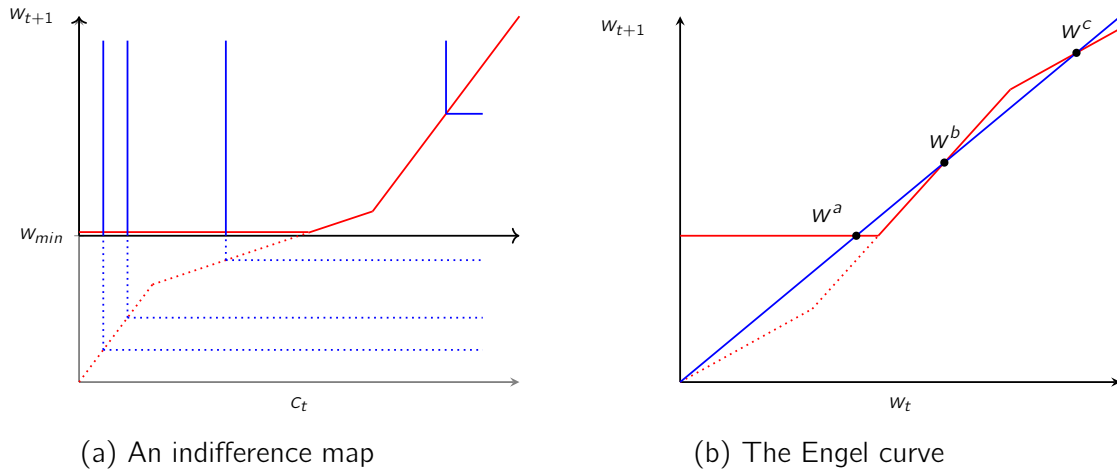 w_{t+1}
w_{min}
c_t
(a) An indifference map
w_{t+1}
w^c
w^b
w^a
w_t
(b) The Engel curve